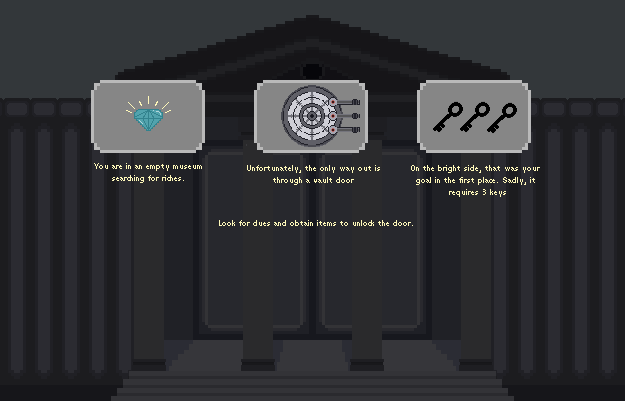 You are in an empty museum
searching for riches.
Unfortunately, the only way out is
through a vault door
On the bright side, that was your
goal in the first place. Sadly, it
requires 3 keys
Look for clues and obtain items to unlock the door.